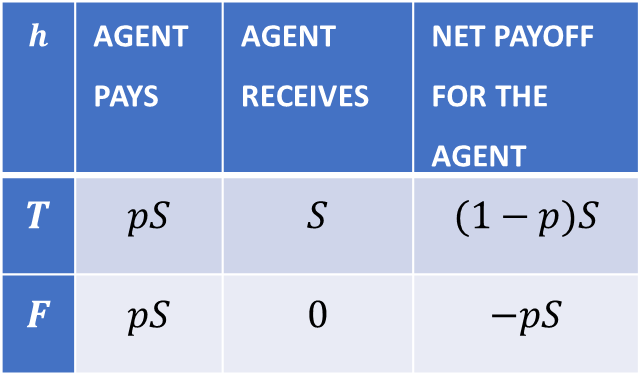 h AGENT PAYS AGENT RECEIVES NET PAYOFF FOR THE AGENT
T pS S (1 − p)S
F pS 0 −pS